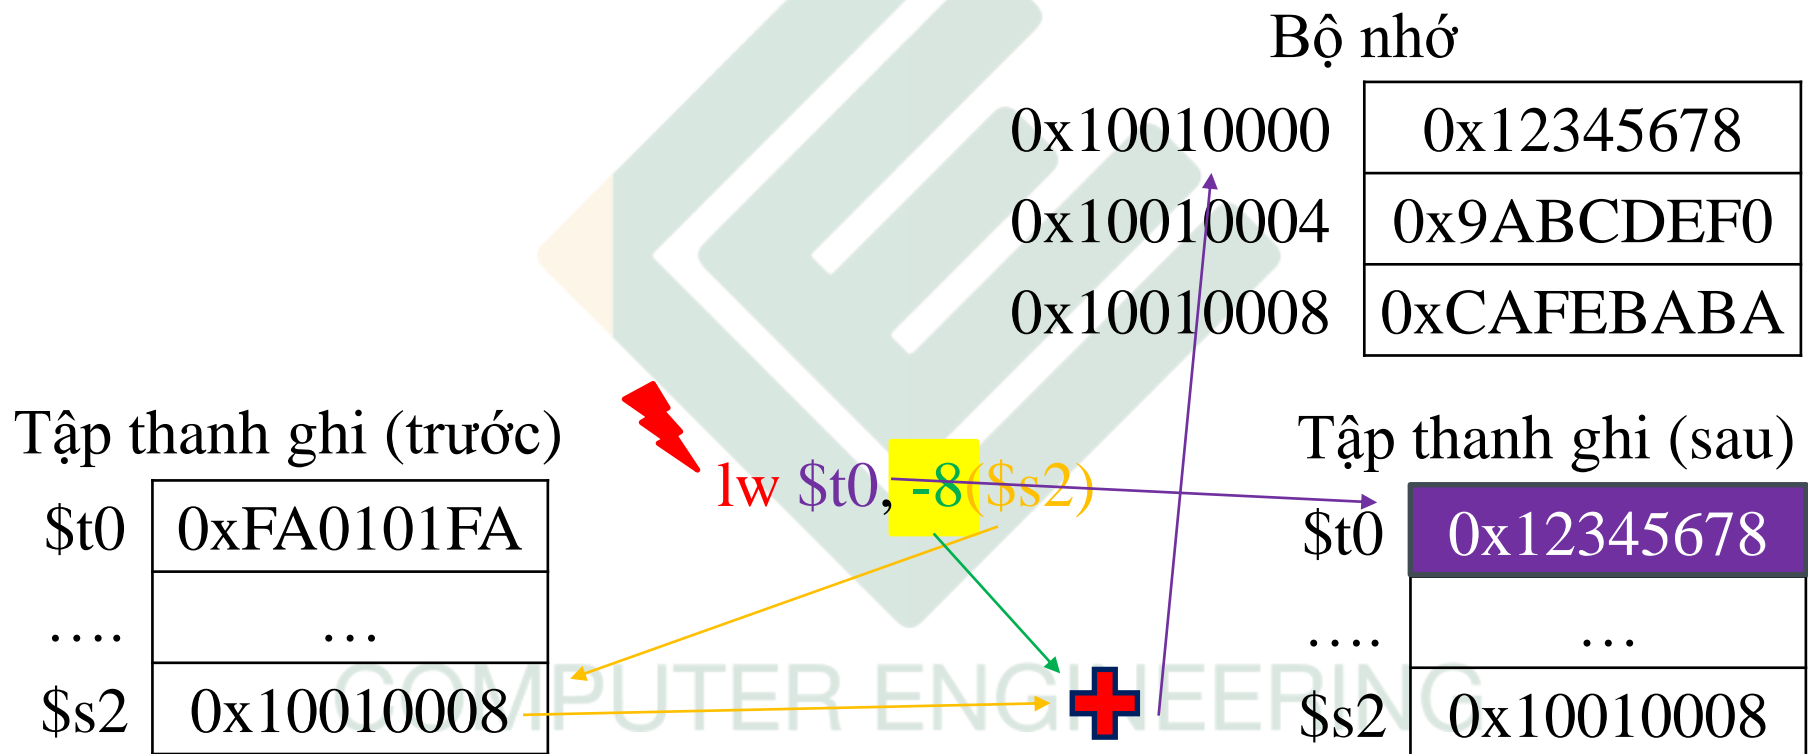 Bộ nhớ
0x10010000 0x12345678
0x10010004 0x9ABCDEF0
0x10010008 0xCAFEBABA
Tập thanh ghi (trước)
$t0 0xFA0101FA
…. …
$s2 0x10010008
lw $t0, -8($s2)
Tập thanh ghi (sau)
$t0 0x12345678
…. …
$s2 0x10010008
COMPUTER ENGINEERING